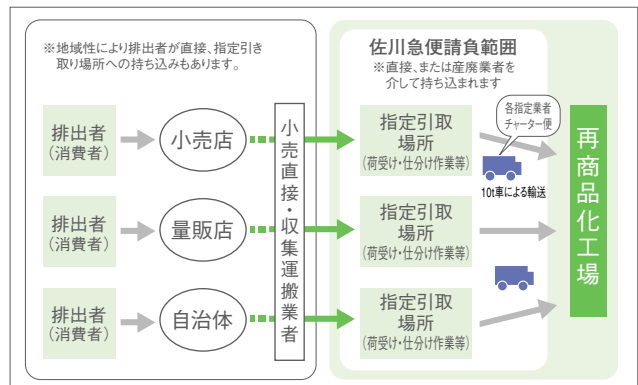 ※地域性により排出者が直接、指定引き
取り場所への持ち込みもあります。
佐川急便請負範囲
※直接、または産廃業者を
介して持ち込まれます
排出者
(消費者)
小売店
排出者
(消費者)
量販店
排出者
(消費者)
自治体
小売直接・収集運搬業者
指定引取
場所
(荷受け・仕分け作業等)
指定引取
場所
(荷受け・仕分け作業等)
指定引取
場所
(荷受け・仕分け作業等)
各指定業者
チャーター便
10t車による輸送
再商品化工場